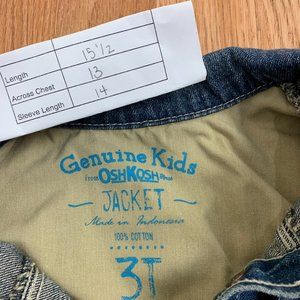 Length 15 1/2
Across Chest 13
Sleeve Length 14
Genuine Kids
from OSHKOSH
JACKET
Made in Indonesia
100% COTTON
3T